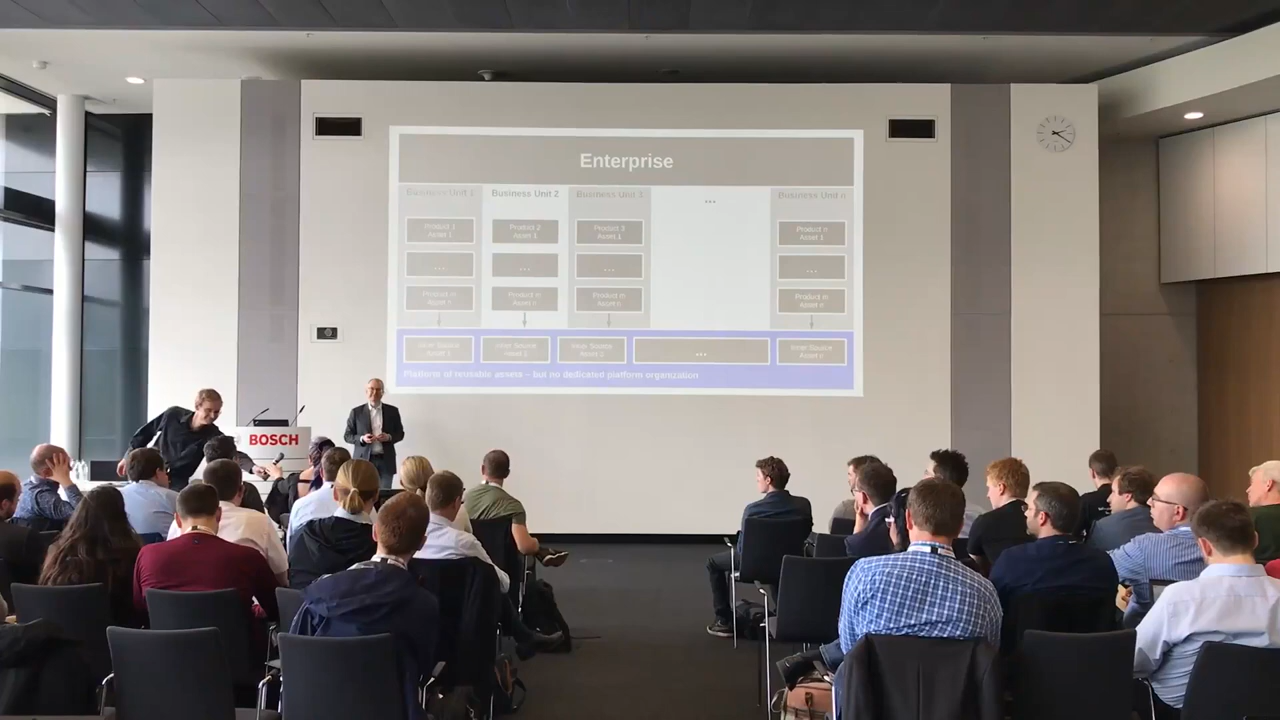 Enterprise
Business Unit 1
Business Unit 2
Business Unit 3
...
Business Unit n
Product 1
Asset 1
Product 2
Asset 1
Product 3
Asset 1
Product n
Asset 1
...
...
...
...
Product m
Asset n
Product m
Asset n
Product m
Asset n
Product m
Asset n
Inner Source
Asset 1
Inner Source
Asset 2
Inner Source
Asset 3
...
Inner Source
Asset n
Platform of reusable assets – but no dedicated platform organization
BOSCH